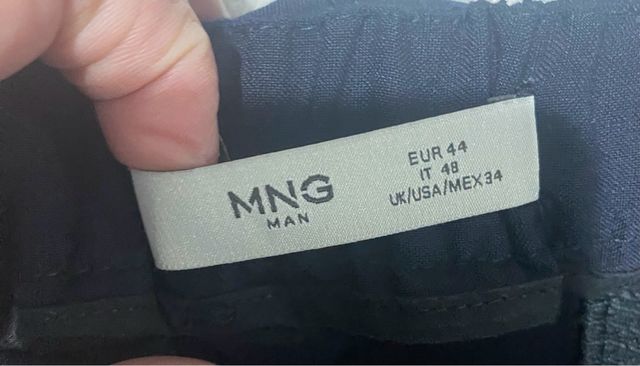 MNG
MAN
EUR 44
IT 48
UK/USA/MEX 34